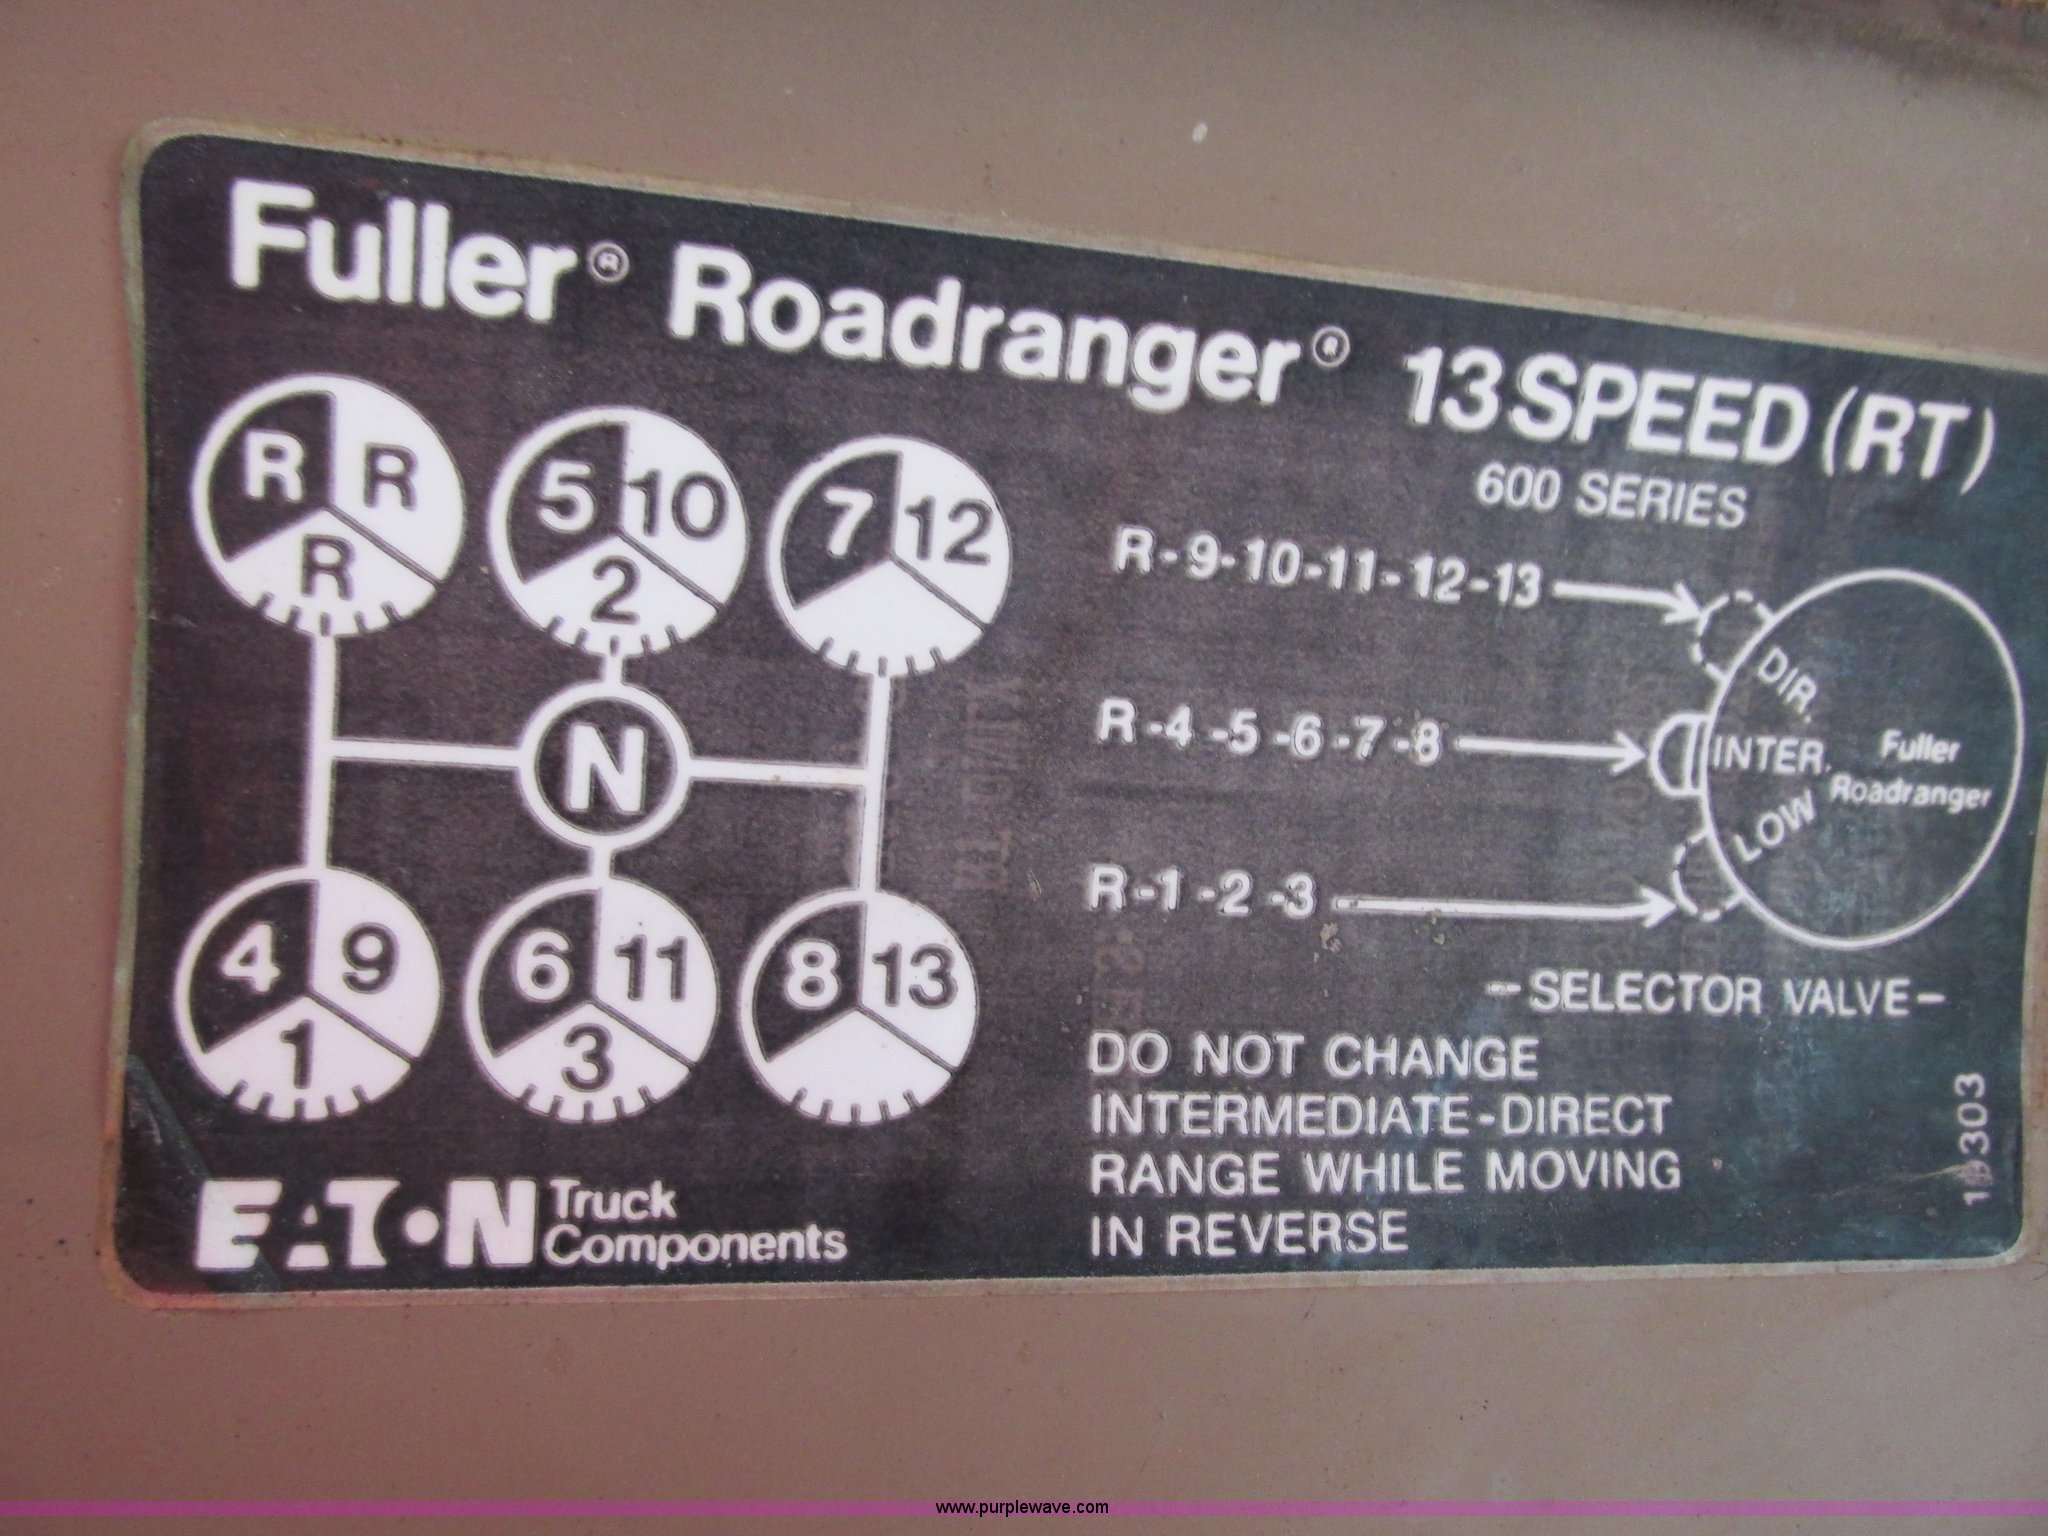 Fuller® Roadranger® 13 SPEED (RT)
600 SERIES
R R R
5 10 2
7 12
N
4 9 1
6 11 3
8 13
R-9-10-11-12-13
R-4-5-6-7-8
R-1-2-3
DIR.
INTER.
LOW
Fuller
Roadranger
-SELECTOR VALVE-
DO NOT CHANGE
INTERMEDIATE-DIRECT
RANGE WHILE MOVING
IN REVERSE
EATON Truck
Components
www.purplewave.com